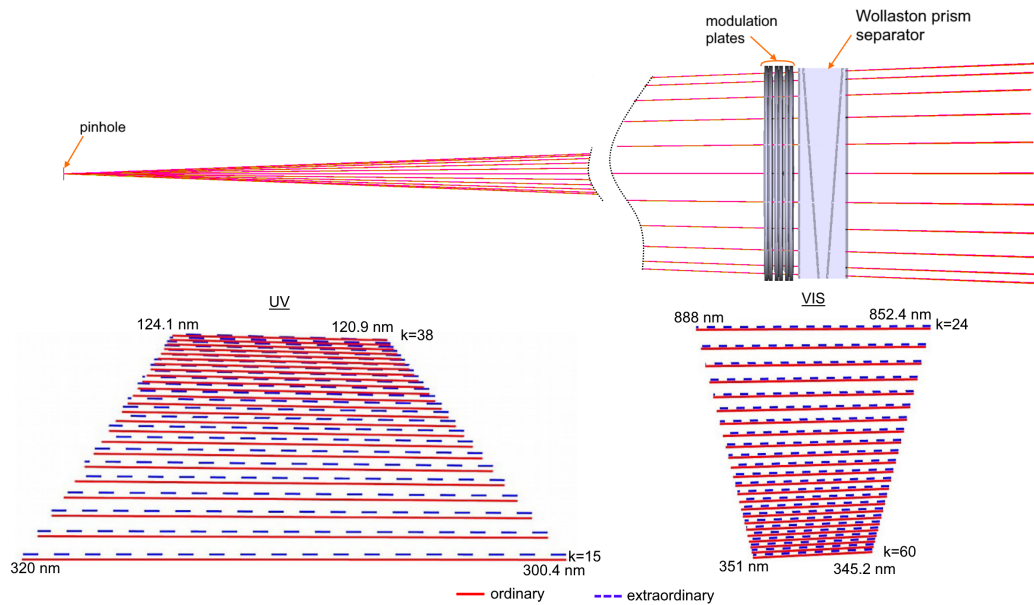 modulation
plates
Wollaston prism
separator
pinhole
UV
VIS
124.1 nm
120.9 nm
k=38
888 nm
852.4 nm
k=24
k=15
320 nm
300.4 nm
k=60
351 nm
345.2 nm
ordinary
extraordinary